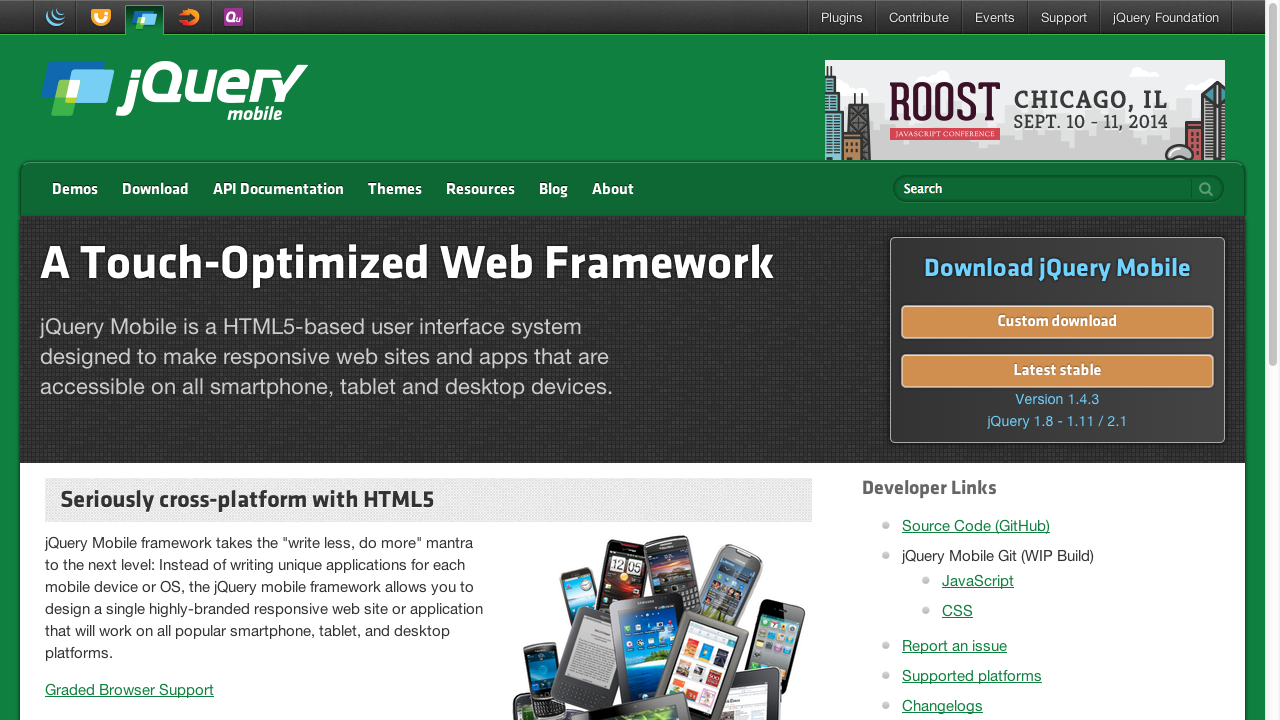 Plugins
Contribute
Events
Support
jQuery Foundation
jQuery
mobile
ROOST
JAVASCRIPT CONFERENCE
CHICAGO, IL
SEPT. 10 - 11, 2014
Demos
Download
API Documentation
Themes
Resources
Blog
About
Search
A Touch-Optimized Web Framework
jQuery Mobile is a HTML5-based user interface system
designed to make responsive web sites and apps that are
accessible on all smartphone, tablet and desktop devices.
Download jQuery Mobile
Custom download
Latest stable
Version 1.4.3
jQuery 1.8 - 1.11 / 2.1
Seriously cross-platform with HTML5
jQuery Mobile framework takes the "write less, do more" mantra
to the next level: Instead of writing unique applications for each
mobile device or OS, the jQuery mobile framework allows you to
design a single highly-branded responsive web site or application
that will work on all popular smartphone, tablet, and desktop
platforms.
Graded Browser Support
Developer Links
Source Code (GitHub)
jQuery Mobile Git (WIP Build)
JavaScript
CSS
Report an issue
Supported platforms
Changelogs